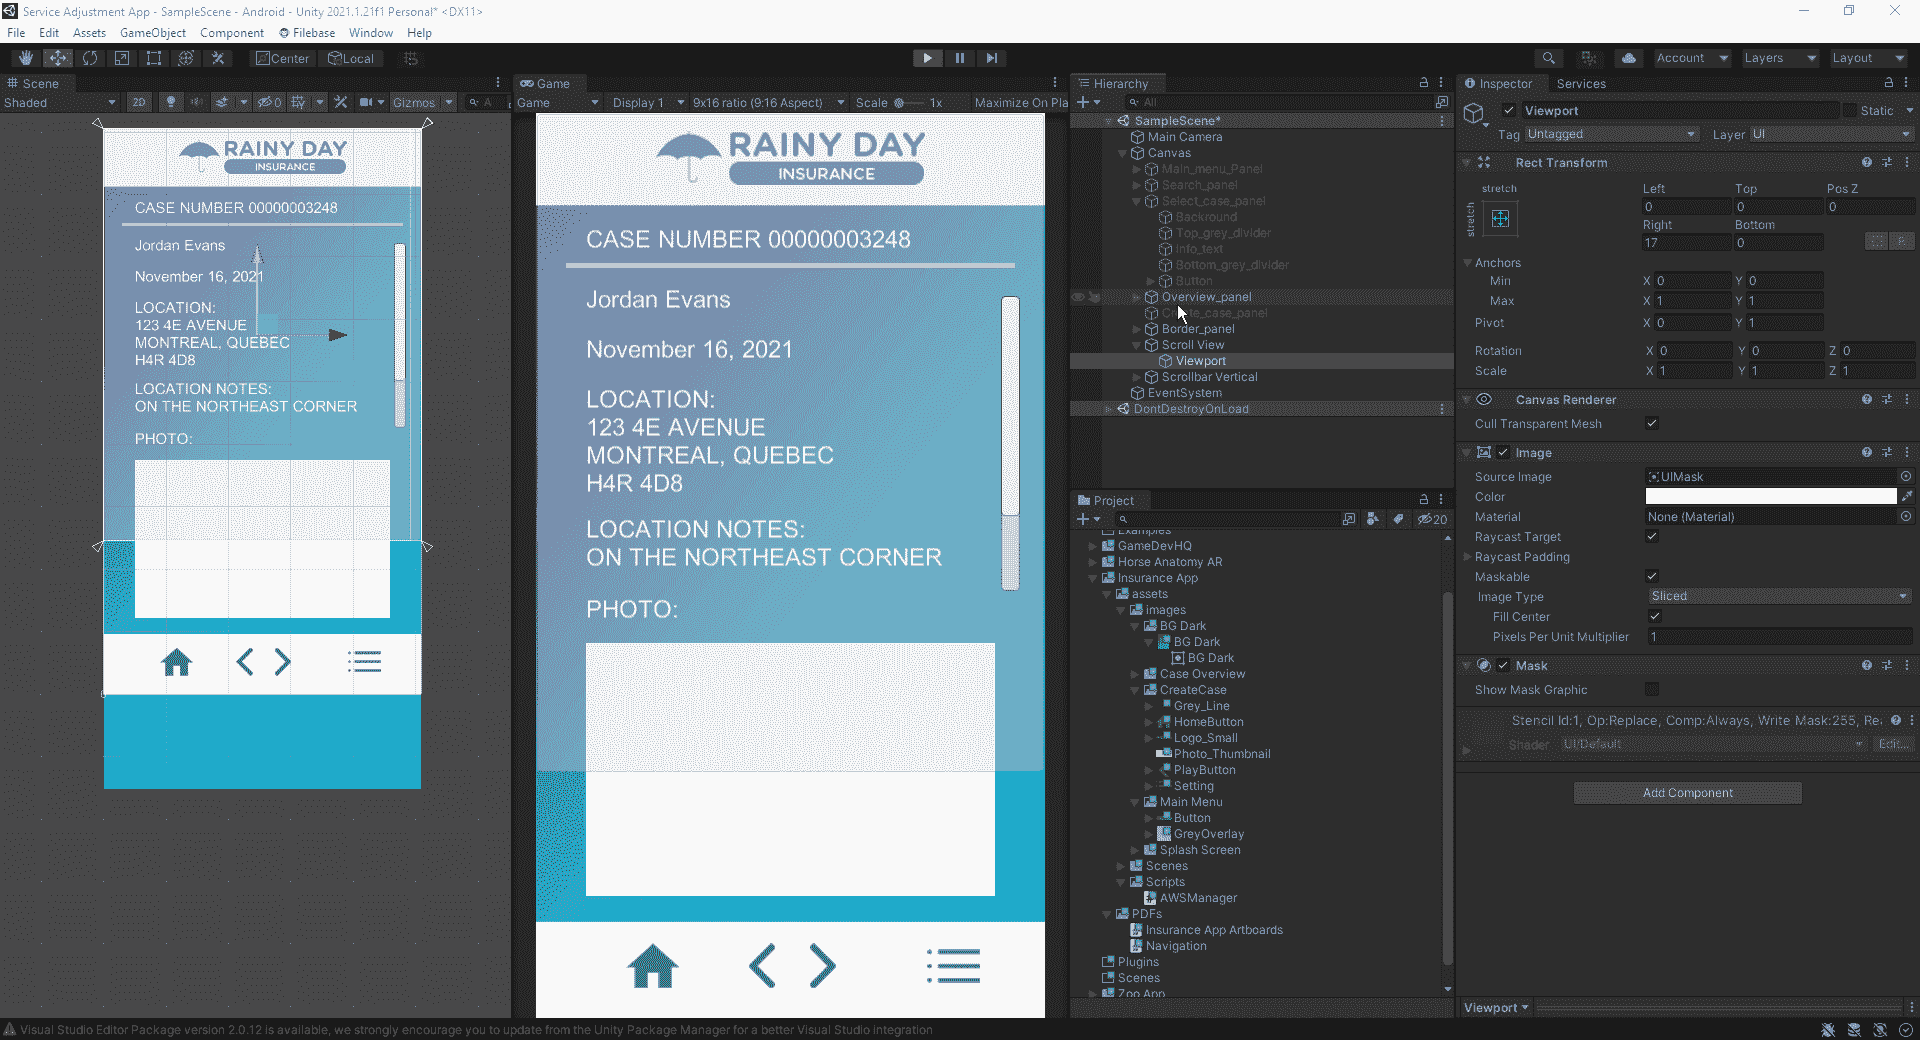 Service Adjustment App - SampleScene - Android - Unity 2021.1.21f1 Personal* <DX11>
File Edit Assets GameObject Component Filebase Window Help
Center Local
Account Layers Layout
Scene
Shaded 2D 0 Gizmos A
Game
Game Display 1 9x16 ratio (9:16 Aspect) Scale 1x Maximize On Pla
RAINY DAY
INSURANCE
CASE NUMBER 00000003248
Jordan Evans
November 16, 2021
LOCATION:
123 4E AVENUE
MONTREAL, QUEBEC
H4R 4D8
LOCATION NOTES:
ON THE NORTHEAST CORNER
PHOTO:
RAINY DAY
INSURANCE
CASE NUMBER 00000003248
Jordan Evans
November 16, 2021
LOCATION:
123 4E AVENUE
MONTREAL, QUEBEC
H4R 4D8
LOCATION NOTES:
ON THE NORTHEAST CORNER
PHOTO:
Hierarchy
All
SampleScene*
Main Camera
Canvas
Main_menu_Panel
Search_panel
Select_case_panel
Backround
Top_grey_divider
Info_text
Bottom_grey_divider
Button
Overview_panel
Create_case_panel
Border_panel
Scroll View
Viewport
Scrollbar Vertical
EventSystem
DontDestroyOnLoad
Project
20
Examples
GameDevHQ
Horse Anatomy AR
Insurance App
assets
images
BG Dark
BG Dark
BG Dark
Case Overview
CreateCase
Grey_Line
HomeButton
Logo_Small
Photo_Thumbnail
PlayButton
Setting
Main Menu
Button
GreyOverlay
Splash Screen
Scenes
Scripts
AWSManager
PDFs
Insurance App Artboards
Navigation
Plugins
Scenes
Zoo App
Inspector Services
Viewport Static
Tag Untagged Layer UI
Rect Transform
stretch
stretch
Left Top Pos Z
0 0 0
Right Bottom
17 0 R
Anchors
Min X 0 Y 0
Max X 1 Y 1
Pivot X 0 Y 1
Rotation X 0 Y 0 Z 0
Scale X 1 Y 1 Z 1
Canvas Renderer
Cull Transparent Mesh
Image
Source Image UIMask
Color
Material None (Material)
Raycast Target
Raycast Padding
Maskable
Image Type Sliced
Fill Center
Pixels Per Unit Multiplier 1
Mask
Show Mask Graphic
Stencil Id:1, Op:Replace, Comp:Always, Write Mask:255, Re
Shader UI/Default Edit...
Add Component
Viewport
Visual Studio Editor Package version 2.0.12 is available, we strongly encourage you to update from the Unity Package Manager for a better Visual Studio integration